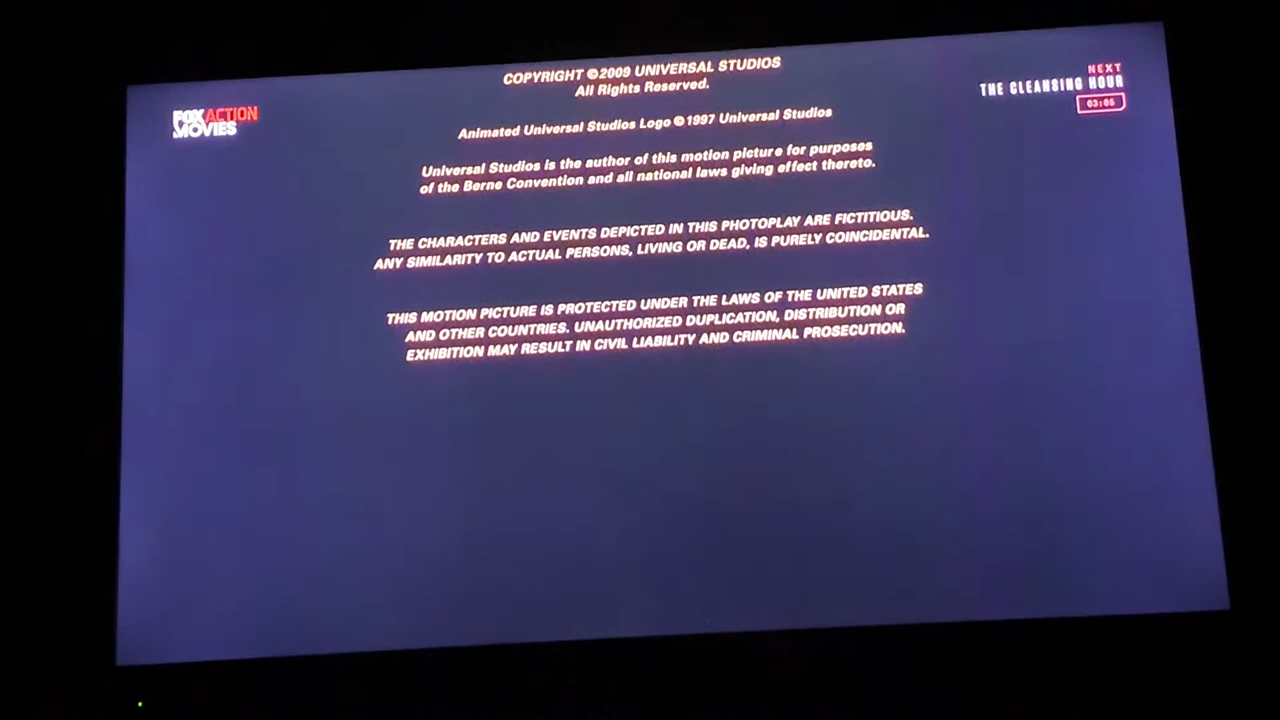 COPYRIGHT ©2009 UNIVERSAL STUDIOS
All Rights Reserved.
Animated Universal Studios Logo ©1997 Universal Studios
Universal Studios is the author of this motion picture for purposes
of the Berne Convention and all national laws giving effect thereto.
THE CHARACTERS AND EVENTS DEPICTED IN THIS PHOTOPLAY ARE FICTITIOUS.
ANY SIMILARITY TO ACTUAL PERSONS, LIVING OR DEAD, IS PURELY COINCIDENTAL.
THIS MOTION PICTURE IS PROTECTED UNDER THE LAWS OF THE UNITED STATES
AND OTHER COUNTRIES. UNAUTHORIZED DUPLICATION, DISTRIBUTION OR
EXHIBITION MAY RESULT IN CIVIL LIABILITY AND CRIMINAL PROSECUTION.
FOX ACTION
MOVIES
NEXT
THE CLEANSING HOUR
03:05